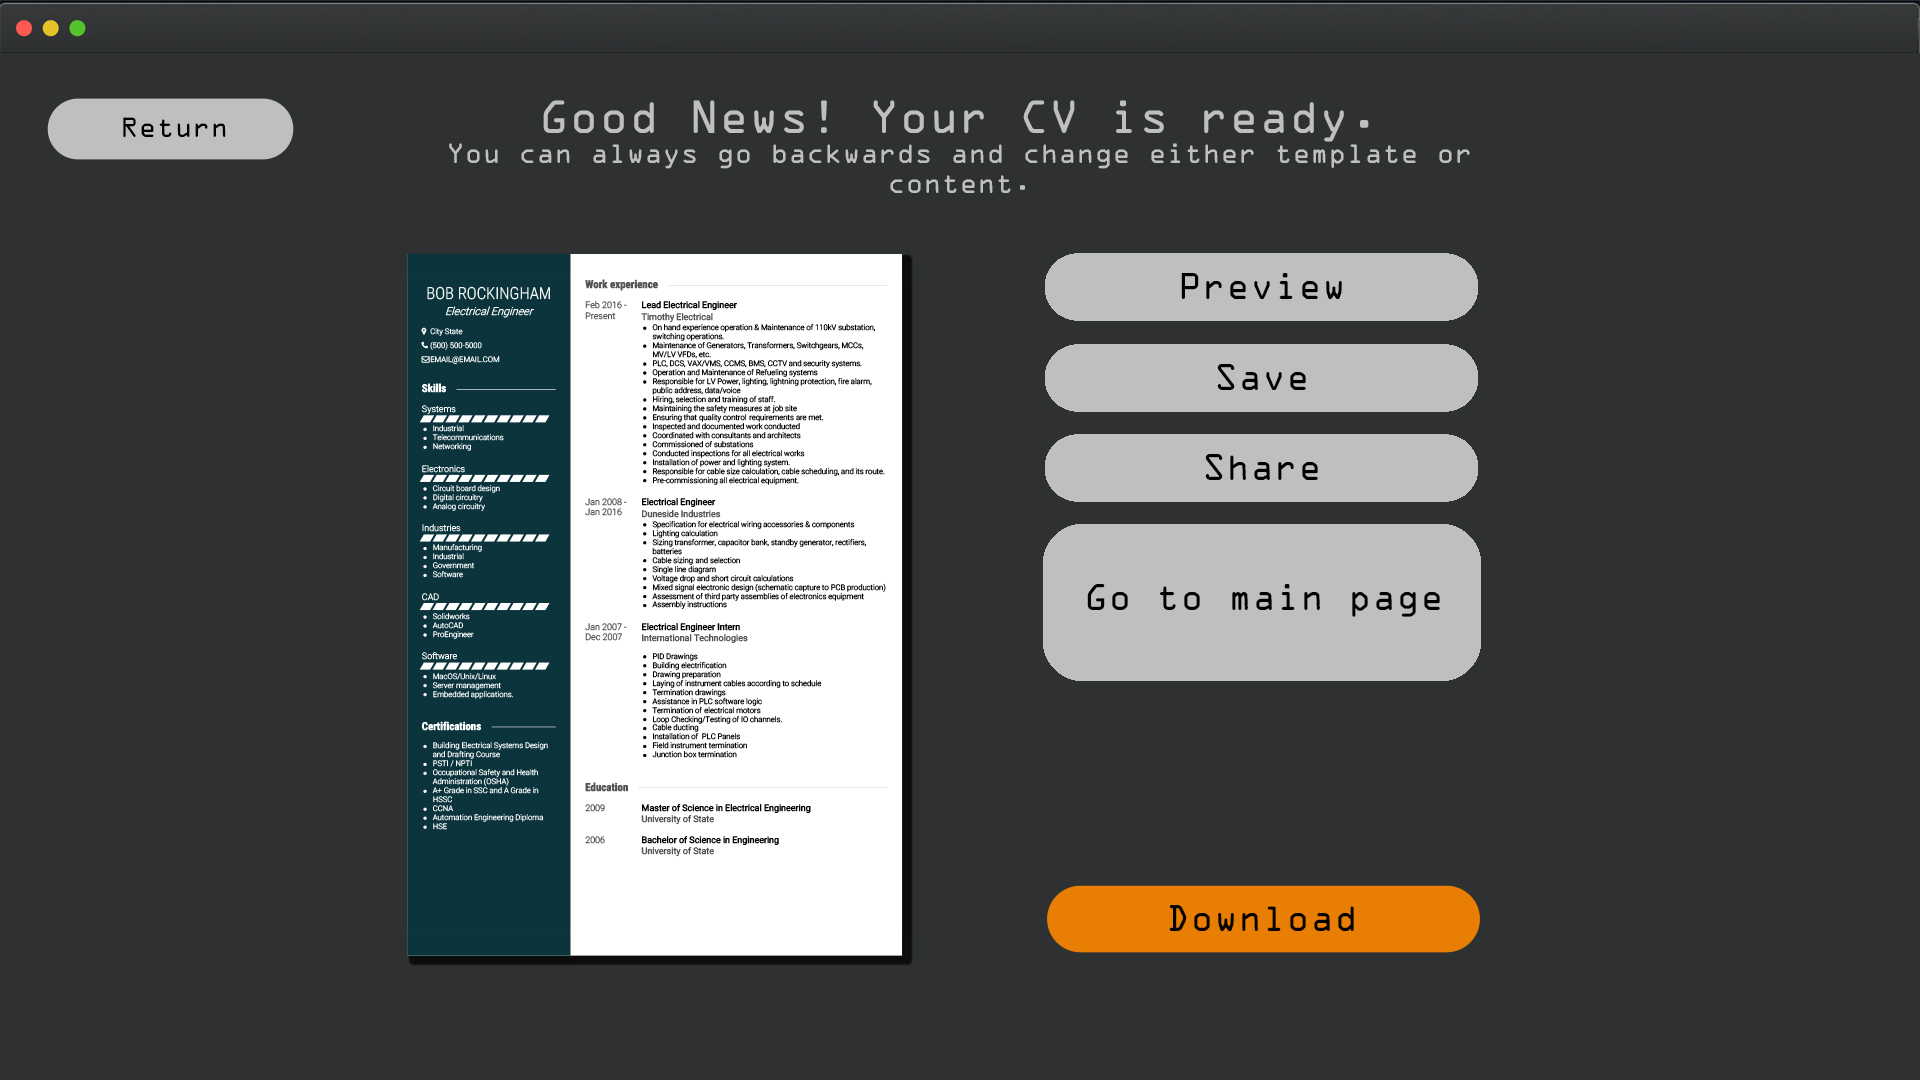 Return
Good News! Your CV is ready.
You can always go backwards and change either template or
content.
BOB ROCKINGHAM
Electrical Engineer
City State
(500) 500-5000
EMAIL@EMAIL.COM
Skills
Systems
Industrial
Telecommunications
Networking
Electronics
Circuit board design
Digital circuitry
Analog circuitry
Industries
Manufacturing
Industrial
Government
Software
CAD
Solidworks
AutoCAD
ProEngineer
Software
MacOS/Unix/Linux
Server management
Embedded applications.
Certifications
Building Electrical Systems Design
and Drafting Course
PSTI / NPTI
Occupational Safety and Health
Administration (OSHA)
A+ Grade in SSC and A Grade in
HSSC
CCNA
Automation Engineering Diploma
HSE
Work experience
Feb 2016 -
Present
Lead Electrical Engineer
Timothy Electrical
On hand experience operation & Maintenance of 110kV substation,
switching operations.
Maintenance of Generators, Transformers, Switchgears, MCCs,
MV/LV VFDs, etc.
PLC, DCS, VAX/VMS, CCMS, BMS, CCTV and security systems.
Operation and Maintenance of Refueling systems
Responsible for LV Power, lighting, lightning protection, fire alarm,
public address, data/voice
Hiring, selection and training of staff.
Maintaining the safety measures at job site
Ensuring that quality control requirements are met.
Inspected and documented work conducted
Coordinated with consultants and architects
Commissioned of substations
Conducted inspections for all electrical works
Installation of power and lighting system.
Responsible for cable size calculation, cable scheduling, and its route.
Pre-commissioning all electrical equipment.
Jan 2008 -
Jan 2016
Electrical Engineer
Duneside Industries
Specification for electrical wiring accessories & components
Lighting calculation
Sizing transformer, capacitor bank, standby generator, rectifiers,
batteries
Cable sizing and selection
Single line diagram
Voltage drop and short circuit calculations
Mixed signal electronic design (schematic capture to PCB production)
Assessment of third party assemblies of electronics equipment
Assembly instructions
Jan 2007 -
Dec 2007
Electrical Engineer Intern
International Technologies
PID Drawings
Building electrification
Drawing preparation
Laying of instrument cables according to schedule
Termination drawings
Assistance in PLC software logic
Termination of electrical motors
Loop Checking/Testing of IO channels.
Cable ducting
Installation of PLC Panels
Field instrument termination
Junction box termination
Education
2009
Master of Science in Electrical Engineering
University of State
2006
Bachelor of Science in Engineering
University of State
Preview
Save
Share
Go to main page
Download